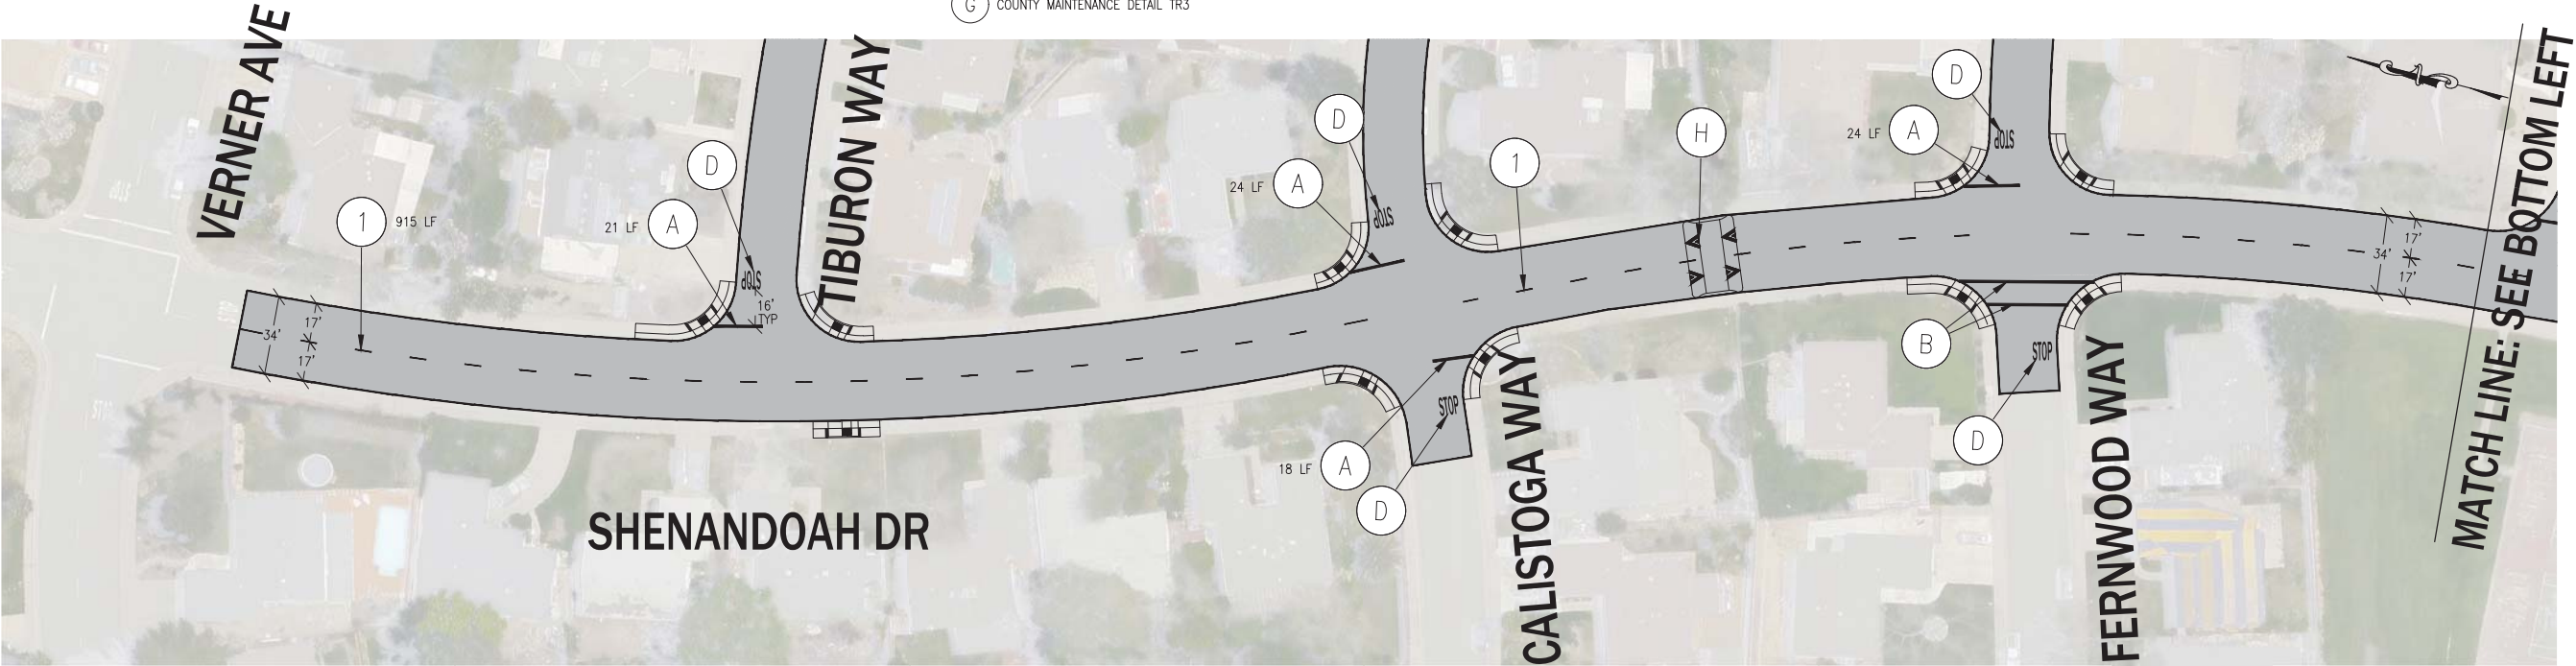 G COUNTY MAINTENANCE DETAIL TR3
VERNER AVE
TIBURON WAY
MATCH LINE: SEE BOTTOM LEFT
D
D
A
24 LF
H
STOP
D
1
24 LF A
STOP
1 915 LF
21 LF A
STOP
16'
TYP
34'
17'
17'
34'
17'
17'
B
STOP
D
STOP
18 LF A
D
CALISTOGA WAY
FERNWOOD WAY
SHENANDOAH DR